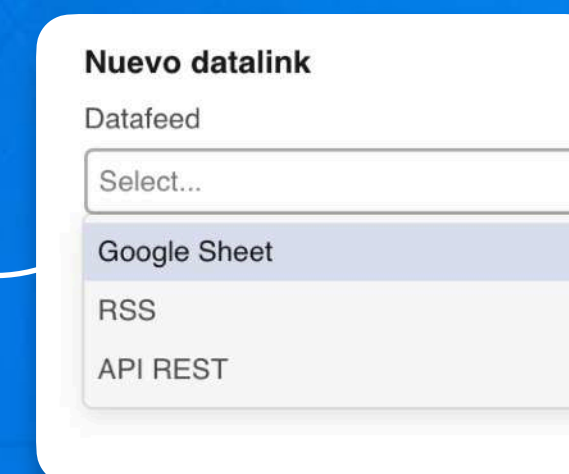 Nuevo datalink
Datafeed
Select...
Google Sheet
RSS
API REST